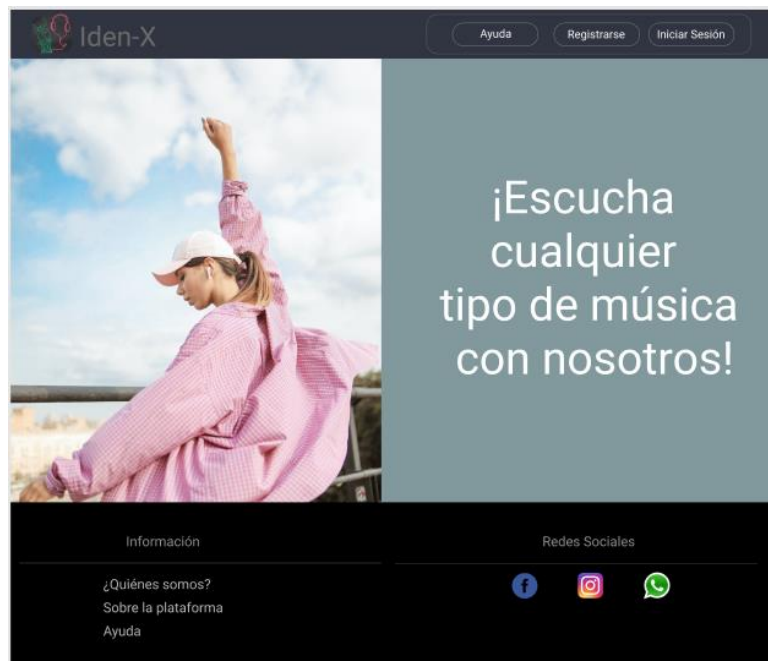 Iden-X
Ayuda
Registrarse
Iniciar Sesión
¡Escucha
cualquier
tipo de música
con nosotros!
Información
¿Quiénes somos?
Sobre la plataforma
Ayuda
Redes Sociales